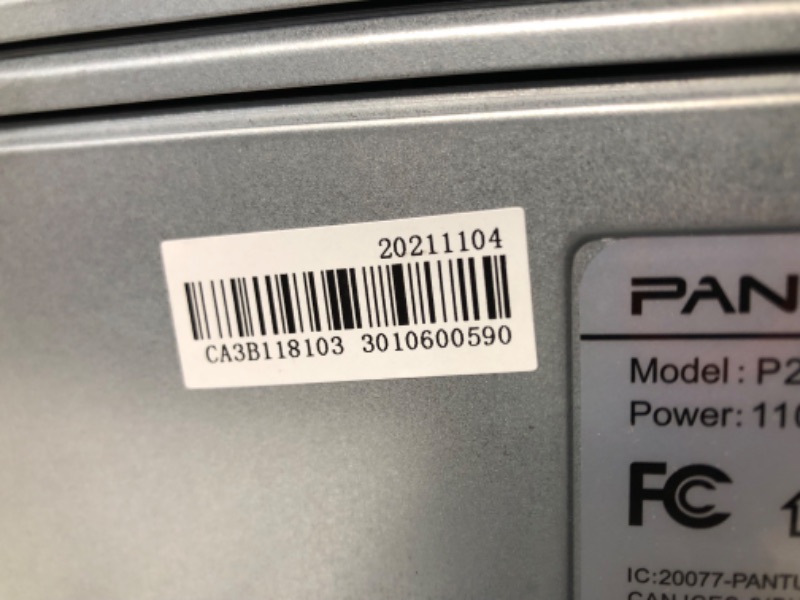 20211104
CA3B118103 3010600590
PAN
Model: P2
Power: 110
FC
IC:20077-PANTU